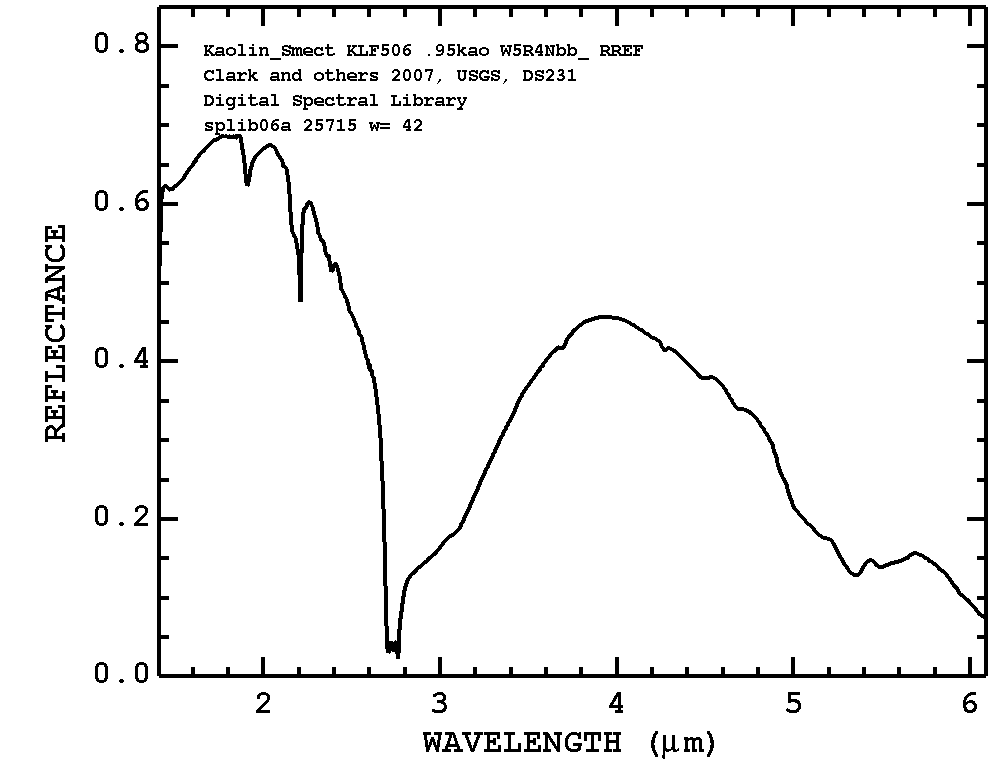 Kaolin_Smect KLF506 .95kao W5R4Nbb_ RREF
Clark and others 2007, USGS, DS231
Digital Spectral Library
splib06a 25715 w= 42
0.8
0.6
0.4
0.2
0.0
REFLECTANCE
2 3 4 5 6
WAVELENGTH (μm)